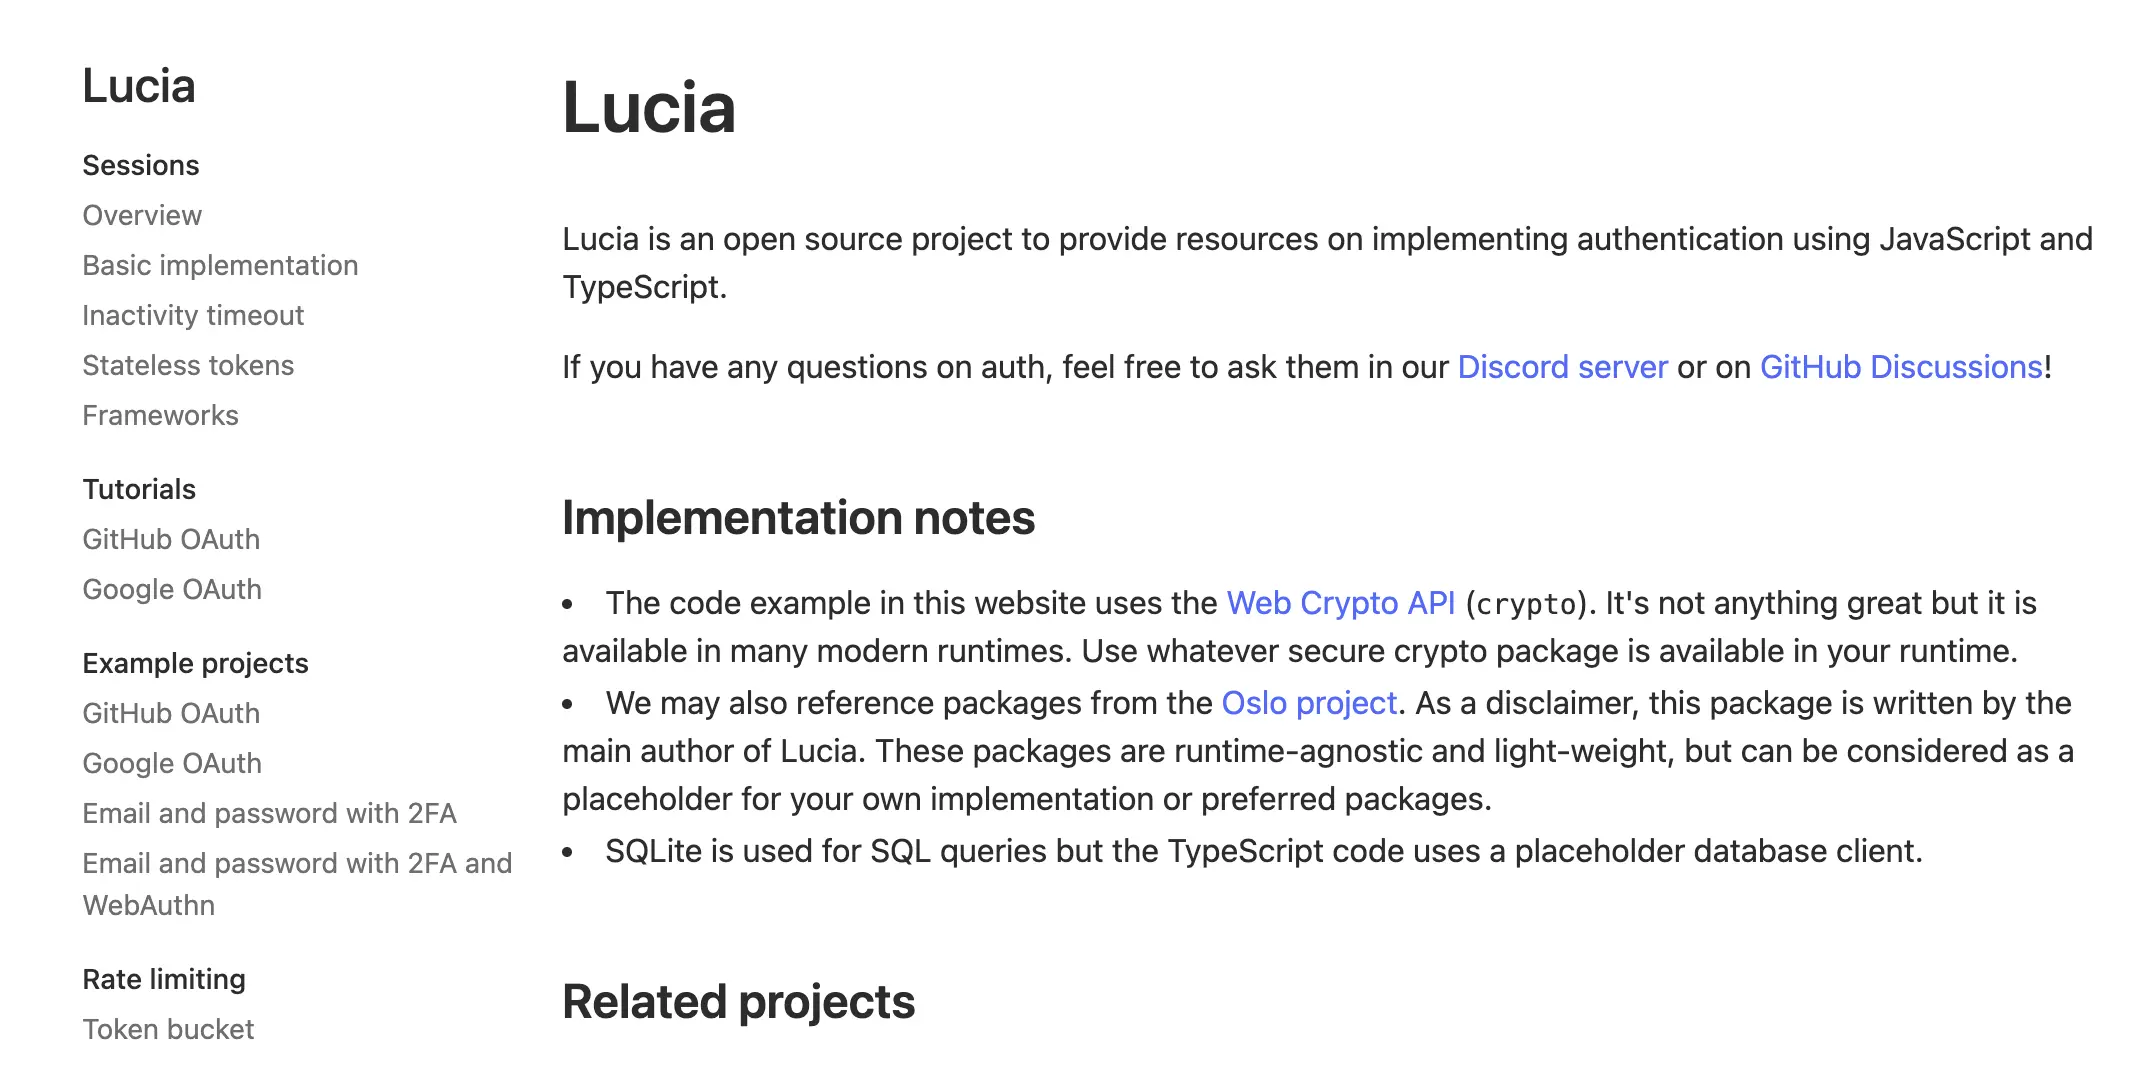 Lucia
Sessions
Overview
Basic implementation
Inactivity timeout
Stateless tokens
Frameworks
Tutorials
GitHub OAuth
Google OAuth
Example projects
GitHub OAuth
Google OAuth
Email and password with 2FA
Email and password with 2FA and
WebAuthn
Rate limiting
Token bucket
Lucia
Lucia is an open source project to provide resources on implementing authentication using JavaScript and
TypeScript.
If you have any questions on auth, feel free to ask them in our Discord server or on GitHub Discussions!
Implementation notes
• The code example in this website uses the Web Crypto API (crypto). It's not anything great but it is
available in many modern runtimes. Use whatever secure crypto package is available in your runtime.
• We may also reference packages from the Oslo project. As a disclaimer, this package is written by the
main author of Lucia. These packages are runtime-agnostic and light-weight, but can be considered as a
placeholder for your own implementation or preferred packages.
• SQLite is used for SQL queries but the TypeScript code uses a placeholder database client.
Related projects